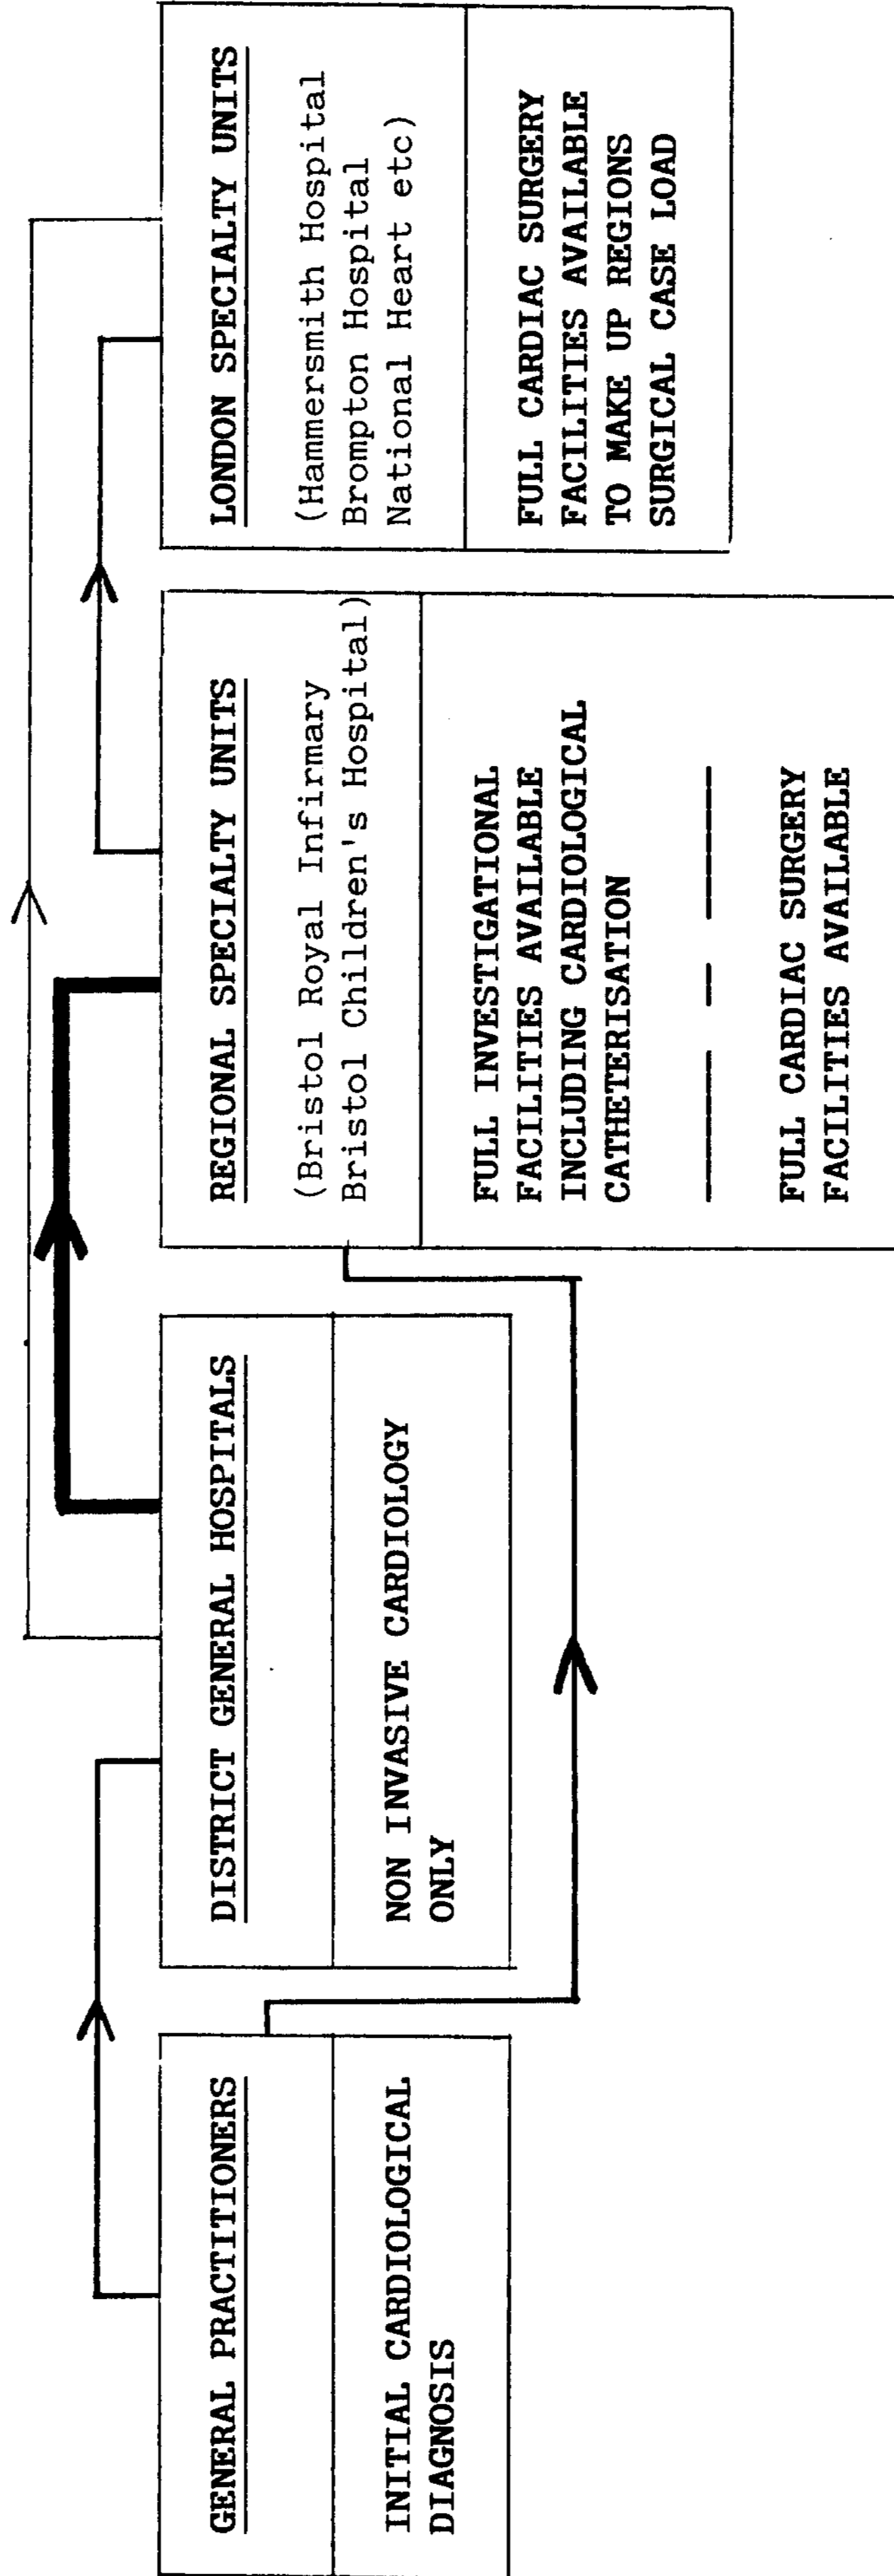 GENERAL PRACTITIONERS
INITIAL CARDIOLOGICAL
DIAGNOSIS
DISTRICT GENERAL HOSPITALS
NON INVASIVE CARDIOLOGY
ONLY
REGIONAL SPECIALTY UNITS
(Bristol Royal Infirmary
Bristol Children's Hospital)
FULL INVESTIGATIONAL
FACILITIES AVAILABLE
INCLUDING CARDIOLOGICAL
CATHETERISATION
FULL CARDIAC SURGERY
FACILITIES AVAILABLE
LONDON SPECIALTY UNITS
(Hammersmith Hospital
Brompton Hospital
National Heart etc)
FULL CARDIAC SURGERY
FACILITIES AVAILABLE
TO MAKE UP REGIONS
SURGICAL CASE LOAD